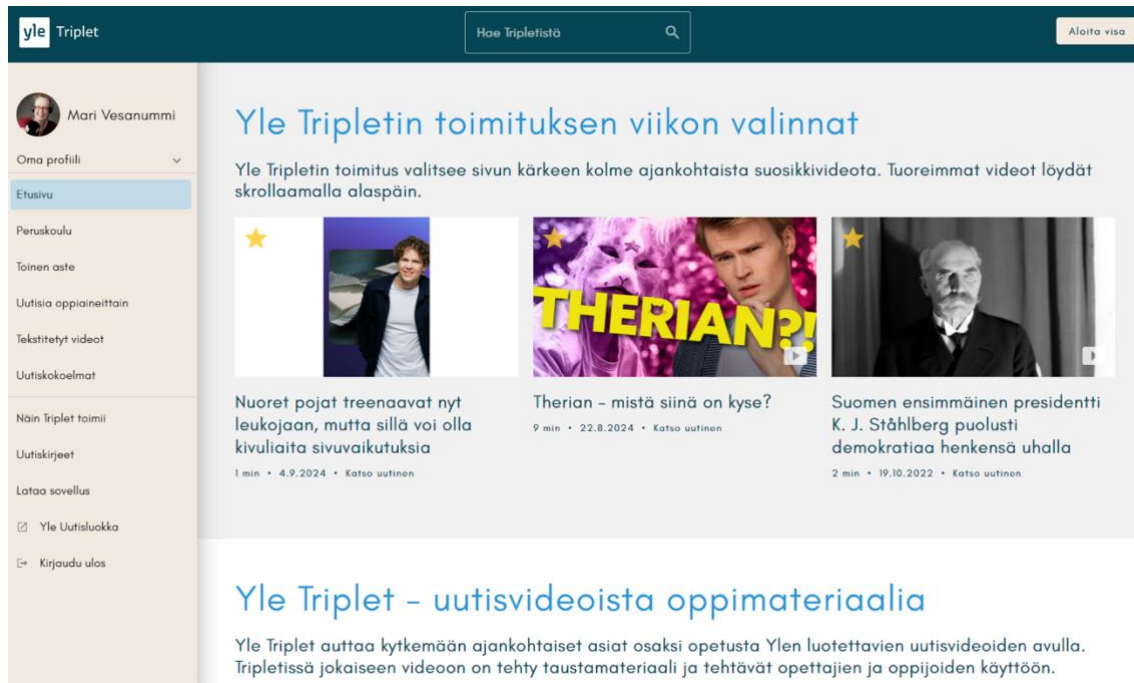 yle Triplet
Hae Tripletistä
Aloita visa
Mari Vesanummi
Oma profiili
Etusivu
Peruskoulu
Toinen aste
Uutisia oppiaineittain
Tekstitetyt videot
Uutiskokoelmat
Näin Triplet toimii
Uutiskirjeet
Lataa sovellus
Yle Uutisluokka
Kirjaudu ulos
Yle Tripletin toimituksen viikon valinnat
Yle Tripletin toimitus valitsee sivun kärkeen kolme ajankohtaista suosikkivideota. Tuoreimmat videot löydät
skrollaamalla alaspäin.
Nuoret pojat treenaavat nyt
leukojaan, mutta sillä voi olla
kivuliaita sivuvaikutuksia
1 min • 4.9.2024 • Katso uutinen
THERIAN?!
Therian – mistä siinä on kyse?
9 min • 22.8.2024 • Katso uutinen
Suomen ensimmäinen presidentti
K. J. Ståhlberg puolusti
demokratiaa henkensä uhalla
2 min • 19.10.2022 • Katso uutinen
Yle Triplet – uutisvideoista oppimateriaalia
Yle Triplet auttaa kytkemään ajankohtaiset asiat osaksi opetusta Ylen luotettavien uutisvideoiden avulla.
Tripletissä jokaiseen videoon on tehty taustamateriaali ja tehtävät opettajien ja oppijoiden käyttöön.